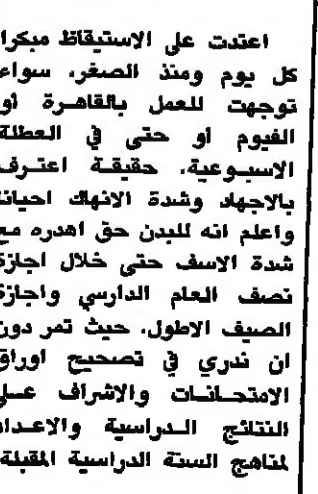 اعتدت على الاستيقاظ مبكرا
كل يوم ومنذ الصغر، سواء
توجهت للعمل بالقاهرة او
الفيوم او حتى في العطلة
الاسبوعية، حقيقة اعترف
بالاجهاد وشدة الانهاك احيانا
واعلم انه للبدن حق اهدره مع
شدة الاسف حتى خلال اجازة
نصف العام الدارسي واجازة
الصيف الاطول، حيث تمر دون
ان ندري في تصحيح اوراق
الامتحانات والاشراف على
النتائج الدراسية والاعداد
لمناهج السنة الدراسية المقبلة